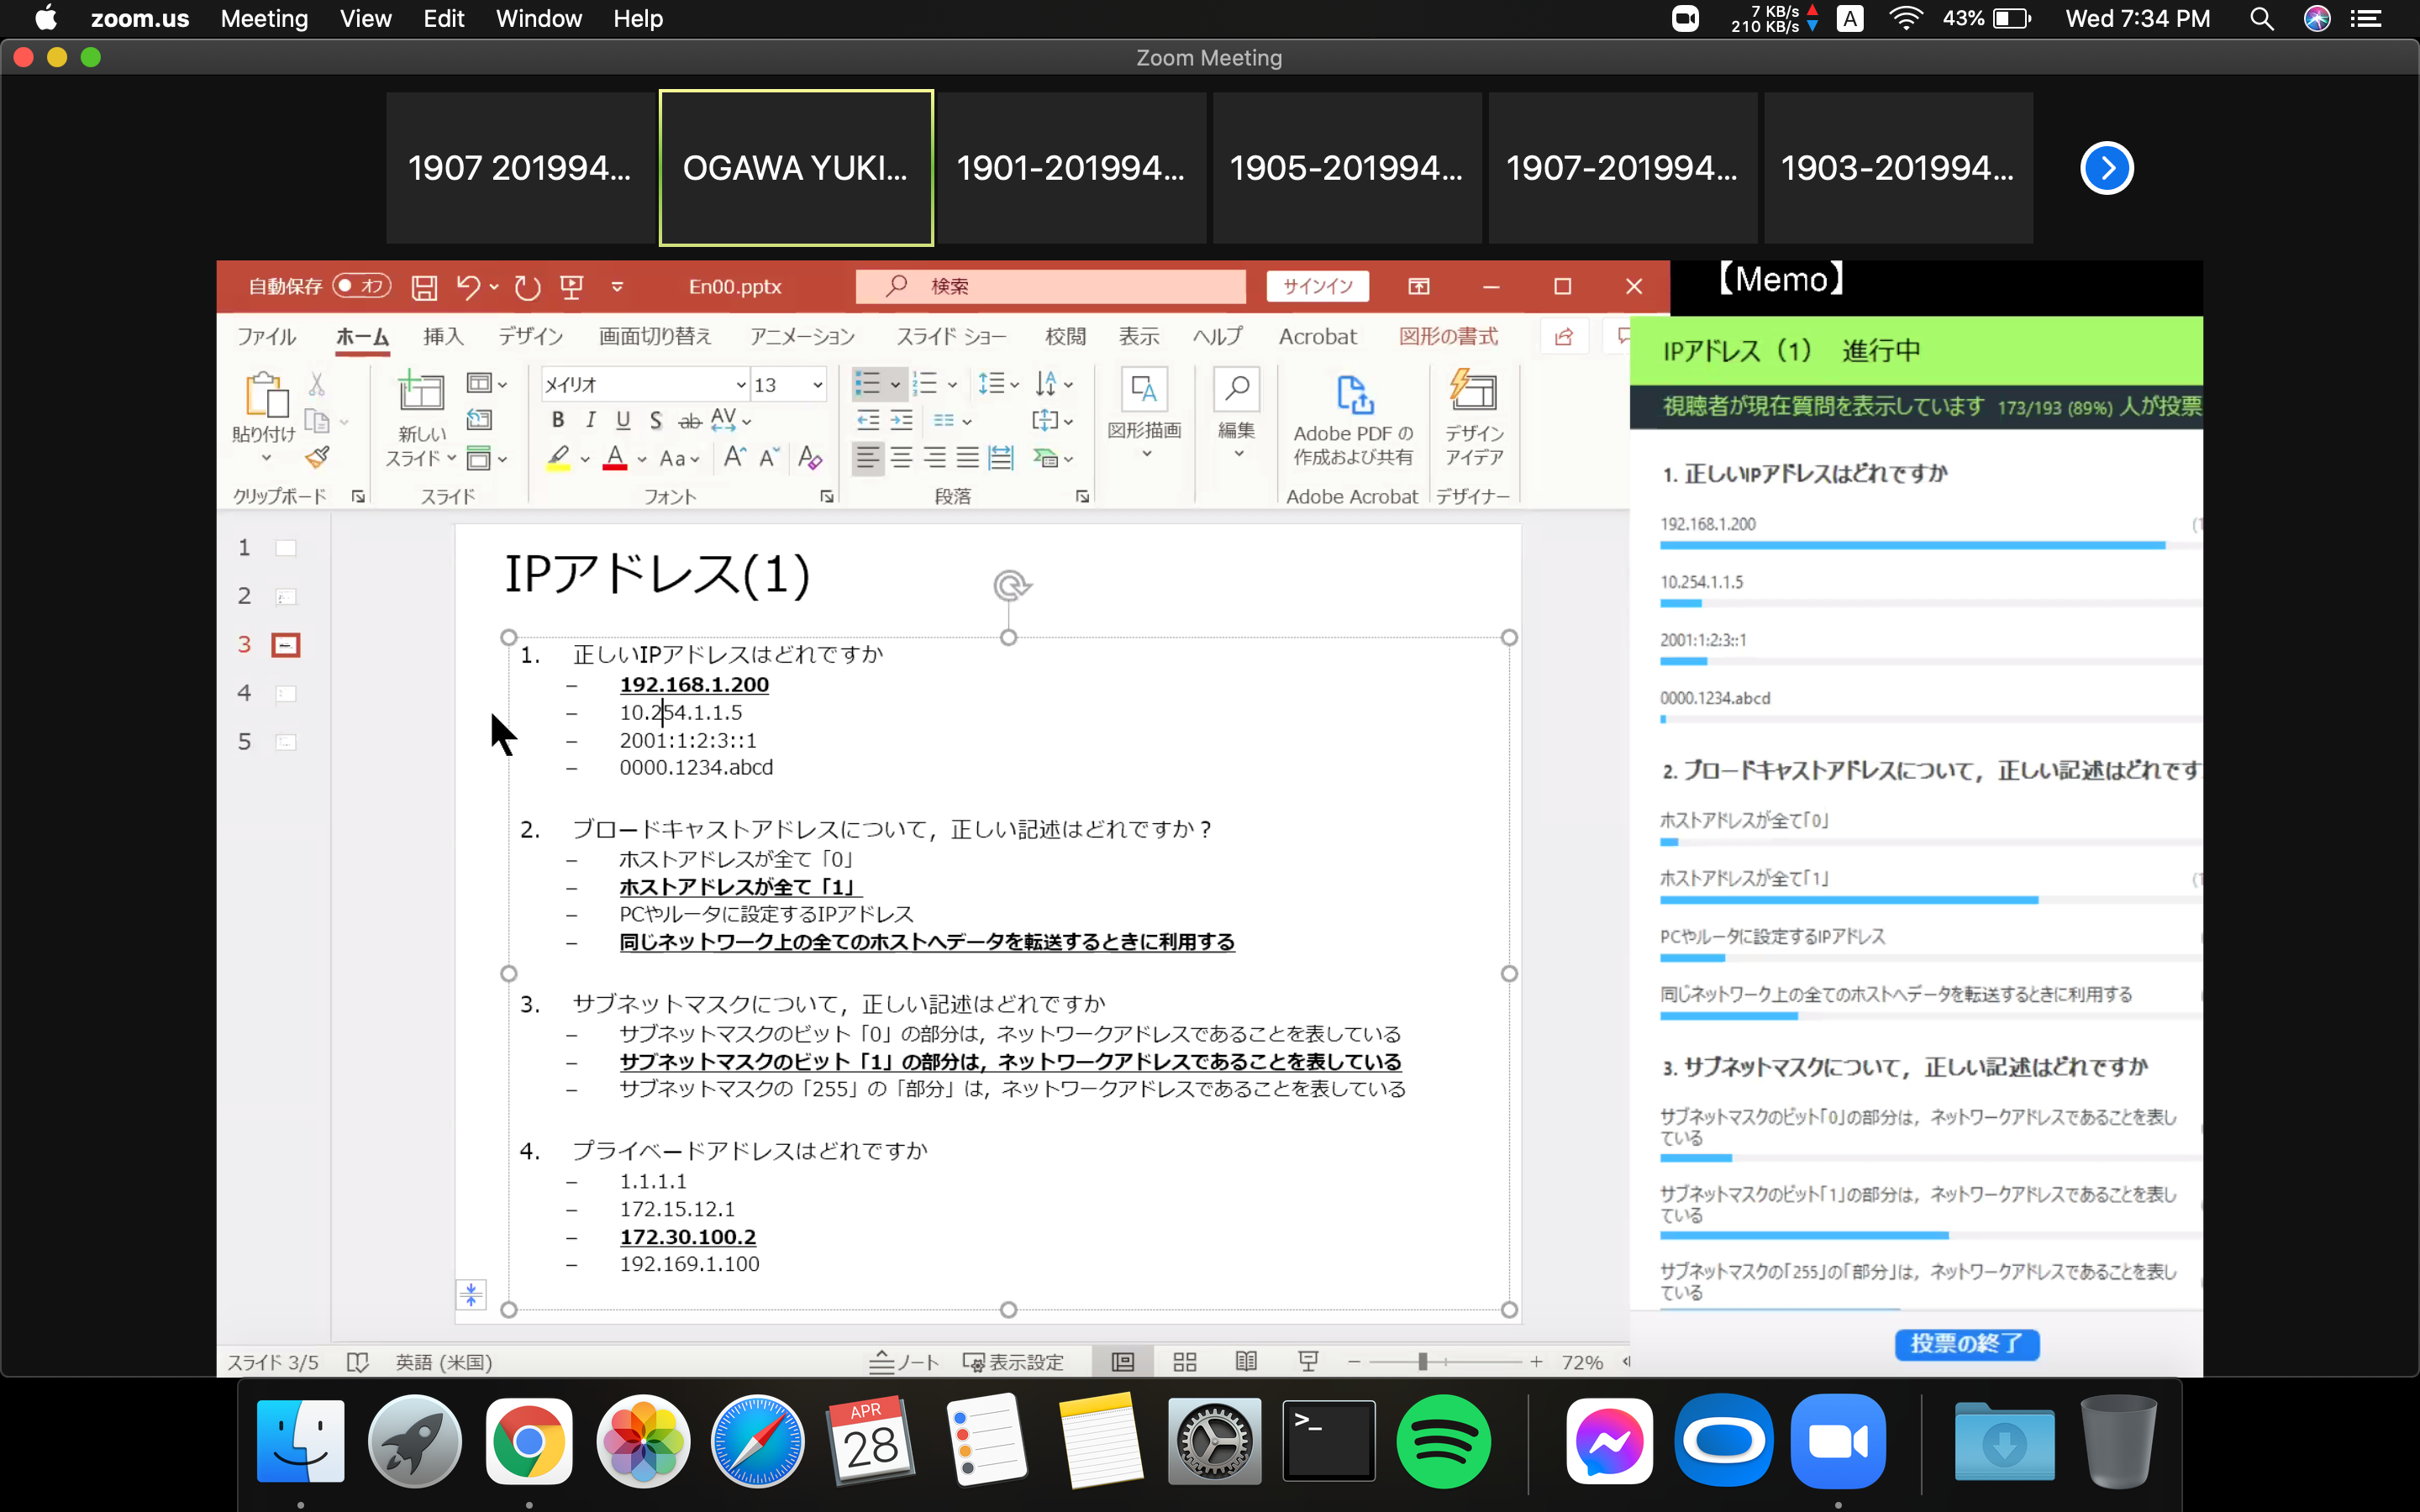 zoom.us Meeting View Edit Window Help
7 KB/s
210 KB/s
A
43%
Wed 7:34 PM
Zoom Meeting
1907 201994...
OGAWA YUKI...
1901-201994...
1905-201994...
1907-201994...
1903-201994...
自動保存 オフ
En00.pptx
検索
サインイン
ファイル ホーム 挿入 デザイン 画面切り替え アニメーション スライド ショー 校閲 表示 ヘルプ Acrobat 図形の書式
貼り付け
クリップボード
新しい
スライド
スライド
メイリオ 13
B I U S ab AV
A Aa A A A
フォント
段落
図形描画
編集
Adobe PDF の
作成および共有
Adobe Acrobat
デザイン
アイデア
デザイナー
1
2
3
4
5
IPアドレス(1)
1. 正しいIPアドレスはどれですか
– 192.168.1.200
– 10.254.1.1.5
– 2001:1:2:3::1
– 0000.1234.abcd
2. ブロードキャストアドレスについて，正しい記述はどれですか？
– ホストアドレスが全て「0」
– ホストアドレスが全て「1」
– PCやルータに設定するIPアドレス
– 同じネットワーク上の全てのホストへデータを転送するときに利用する
3. サブネットマスクについて，正しい記述はどれですか
– サブネットマスクのビット「0」の部分は，ネットワークアドレスであることを表している
– サブネットマスクのビット「1」の部分は，ネットワークアドレスであることを表している
– サブネットマスクの「255」の「部分」は，ネットワークアドレスであることを表している
4. プライベードアドレスはどれですか
– 1.1.1.1
– 172.15.12.1
– 172.30.100.2
– 192.169.1.100
スライド 3/5 英語 (米国) ノート 表示設定 72%
【Memo】
IPアドレス（1） 進行中
視聴者が現在質問を表示しています 173/193 (89%) 人が投票
1. 正しいIPアドレスはどれですか
192.168.1.200
10.254.1.1.5
2001:1:2:3::1
0000.1234.abcd
2. ブロードキャストアドレスについて，正しい記述はどれです
ホストアドレスが全て「0」
ホストアドレスが全て「1」
PCやルータに設定するIPアドレス
同じネットワーク上の全てのホストへデータを転送するときに利用する
3. サブネットマスクについて，正しい記述はどれですか
サブネットマスクのビット「0」の部分は，ネットワークアドレスであることを表し
ている
サブネットマスクのビット「1」の部分は，ネットワークアドレスであることを表し
ている
サブネットマスクの「255」の「部分」は，ネットワークアドレスであることを表し
ている
投票の終了
APR
28
>_